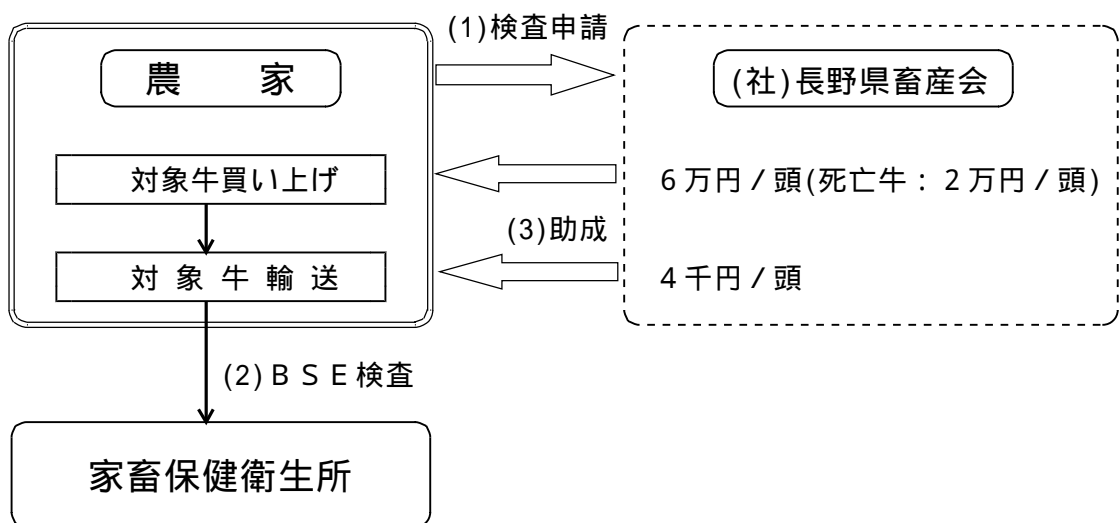 (1)検査申請
農　　家
(社)長野県畜産会
対象牛買い上げ
6万円/頭(死亡牛:2万円/頭)
(3)助成
対 象 牛 輸 送
4千円/頭
(2)BSE検査
家畜保健衛生所